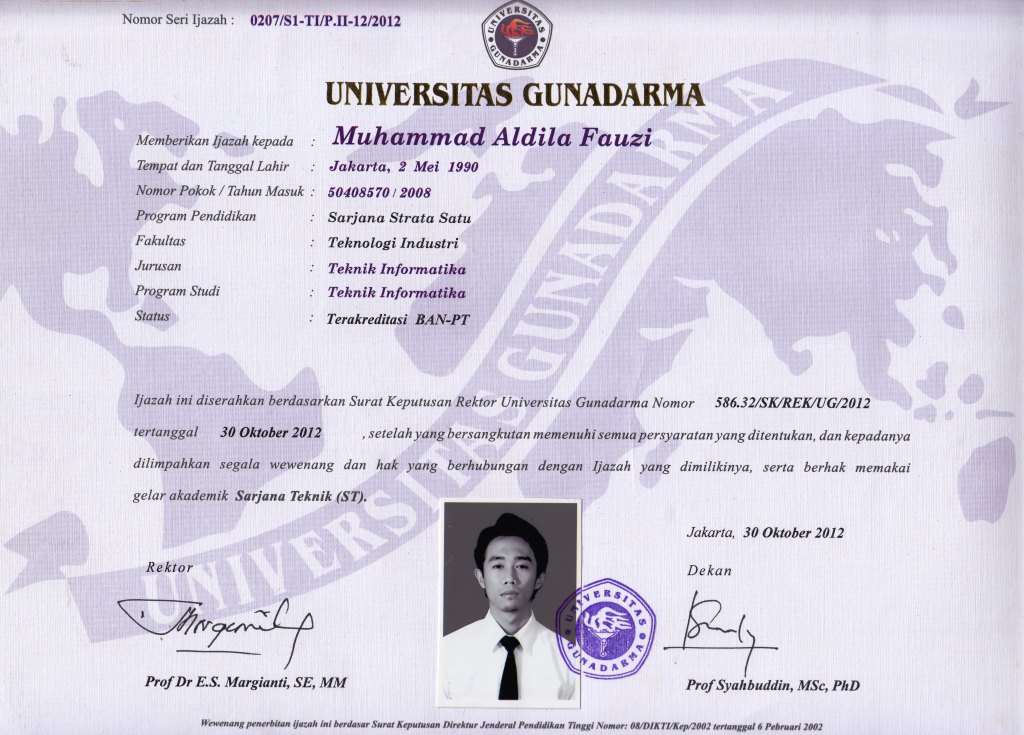 Nomor Seri Ijazah : 0207/S1-TI/P.II-12/2012
UNIVERSITAS GUNADARMA
UNIVERSITAS GUNADARMA
Memberikan Ijazah kepada : Muhammad Aldila Fauzi
Tempat dan Tanggal Lahir : Jakarta, 2 Mei 1990
Nomor Pokok / Tahun Masuk : 50408570 / 2008
Program Pendidikan : Sarjana Strata Satu
Fakultas : Teknologi Industri
Jurusan : Teknik Informatika
Program Studi : Teknik Informatika
Status : Terakreditasi BAN-PT
UNIVERSITAS GUNADARMA
Ijazah ini diserahkan berdasarkan Surat Keputusan Rektor Universitas Gunadarma Nomor 586.32/SK/REK/UG/2012
tertanggal 30 Oktober 2012 , setelah yang bersangkutan memenuhi semua persyaratan yang ditentukan, dan kepadanya
dilimpahkan segala wewenang dan hak yang berhubungan dengan Ijazah yang dimilikinya, serta berhak memakai
gelar akademik Sarjana Teknik (ST).
Jakarta, 30 Oktober 2012
Rektor
Dekan
UNIVERSITAS GUNADARMA
Prof Dr E.S. Margianti, SE, MM
Prof Syahbuddin, MSc, PhD
Wewenang penerbitan ijazah ini berdasar Surat Keputusan Direktur Jenderal Pendidikan Tinggi Nomor: 08/DIKTI/Kep/2002 tertanggal 6 Pebruari 2002